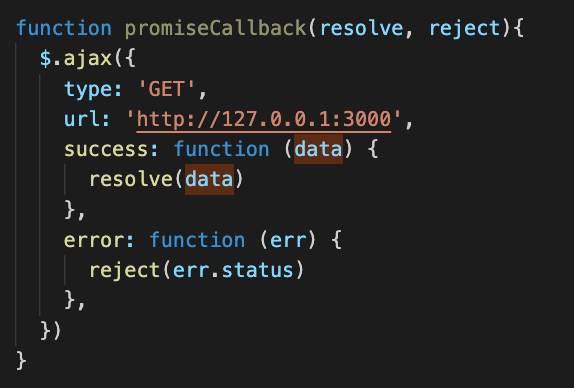 function promiseCallback(resolve, reject){
  $.ajax({
    type: 'GET',
    url: 'http://127.0.0.1:3000',
    success: function (data) {
      resolve(data)
    },
    error: function (err) {
      reject(err.status)
    },
  })
}